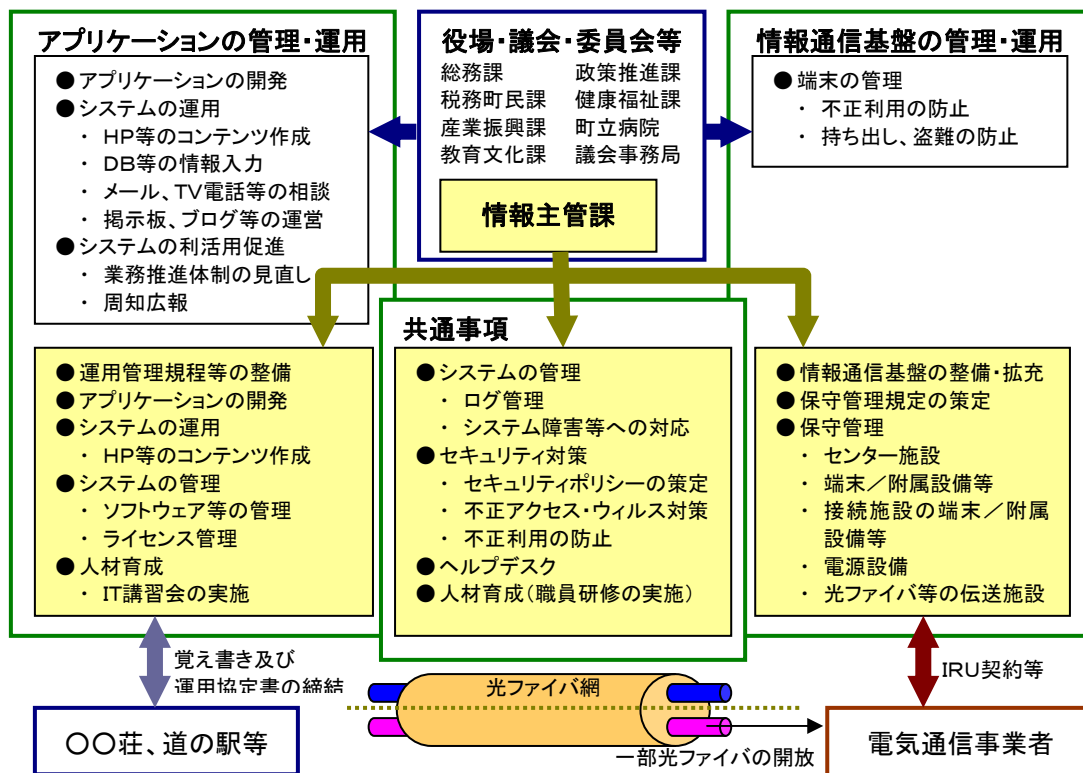 アプリケーションの管理・運用
●アプリケーションの開発
●システムの運用
・ HP等のコンテンツ作成
・ DB等の情報入力
・ メール、TV電話等の相談
・ 掲示板、ブログ等の運営
●システムの利活用促進
・ 業務推進体制の見直し
・ 周知広報
役場・議会・委員会等
総務課 政策推進課
税務町民課 健康福祉課
産業振興課 町立病院
教育文化課 議会事務局
情報主管課
情報通信基盤の管理・運用
●端末の管理
・ 不正利用の防止
・ 持ち出し、盗難の防止
●運用管理規程等の整備
●アプリケーションの開発
●システムの運用
・ HP等のコンテンツ作成
●システムの管理
・ ソフトウェア等の管理
・ ライセンス管理
●人材育成
・ IT講習会の実施
共通事項
●システムの管理
・ ログ管理
・ システム障害等への対応
●セキュリティ対策
・ セキュリティポリシーの策定
・ 不正アクセス・ウィルス対策
・ 不正利用の防止
●ヘルプデスク
●人材育成(職員研修の実施)
●情報通信基盤の整備・拡充
●保守管理規定の策定
●保守管理
・ センター施設
・ 端末/附属設備等
・ 接続施設の端末/附属
設備等
・ 電源設備
・ 光ファイバ等の伝送施設
覚え書き及び
運用協定書の締結
光ファイバ網
IRU契約等
〇〇荘、道の駅等
一部光ファイバの開放
電気通信事業者